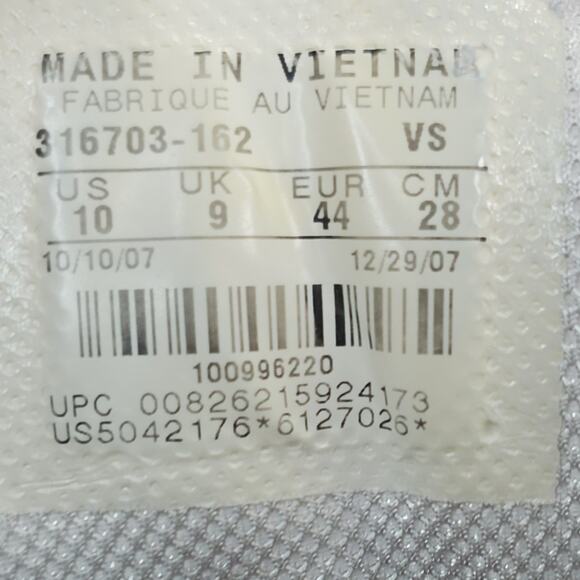 MADE IN VIETNAM
FABRIQUE AU VIETNAM
316703-162 VS
US UK EUR CM
10 9 44 28
10/10/07 12/29/07
100996220
UPC 00826215924173
US5042176*6127026*